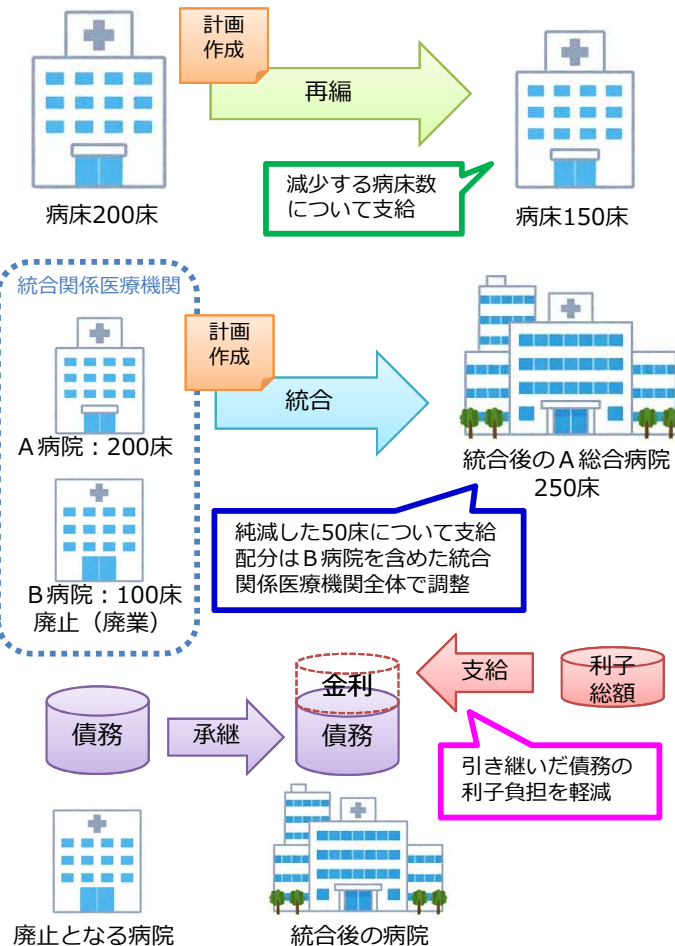 計画
作成
再編
減少する病床数
について支給
病床200床
病床150床
統合関係医療機関
計画
作成
統合
A病院：200床
統合後のA総合病院
250床
純減した50床について支給
配分はB病院を含めた統合
関係医療機関全体で調整
B病院：100床
廃止（廃業）
債務
承継
金利
債務
支給
利子
総額
引き継いだ債務の
利子負担を軽減
廃止となる病院
統合後の病院